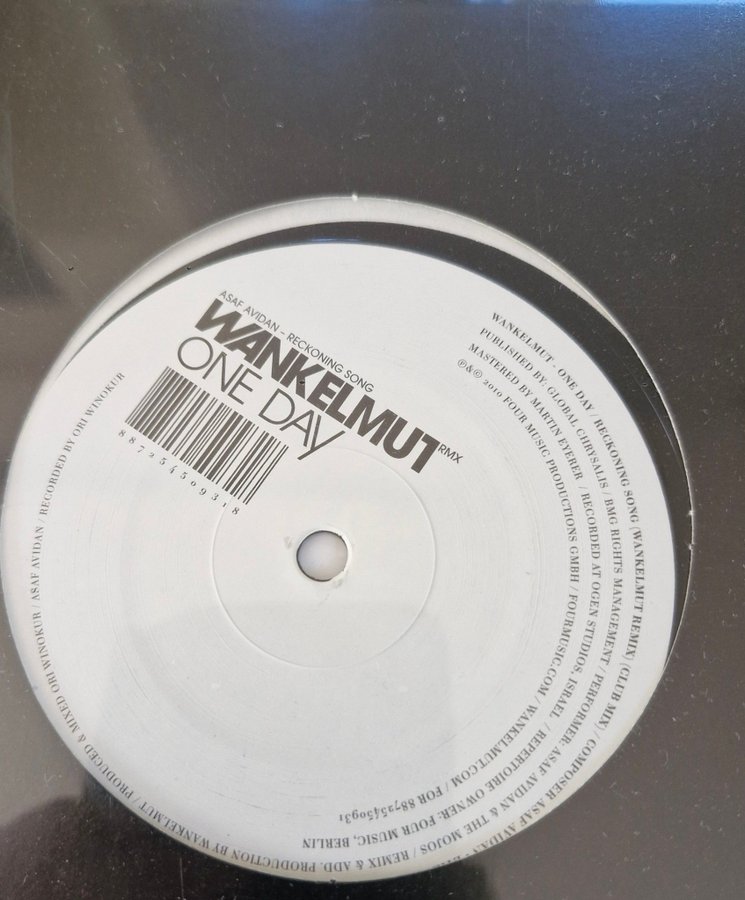 ASAF AVIDAN – RECKONING SONG
WANKELMUT RMX
ONE DAY
887254509318
WANKELMUT - ONE DAY / RECKONING SONG (WANKELMUT REMIX) (CLUB MIX) / COMPOSER ASAF AVIDAN -
PUBLISHED BY: GLOBAL CHRYSALIS / BMG RIGHTS MANAGEMENT / PERFORMER: ASAF AVIDAN & THE MOJOS / REMIX & ADD. PRODUCTION BY WANKELMUT / PRODUCED & MIXED ORI WINOKUR / ASAF AVIDAN / RECORDED BY ORI WINOKUR
MASTERED BY MARTIN EYERER / RECORDED AT OGEN STUDIOS, ISRAEL / REPERTOIRE OWNER: FOUR MUSIC, BERLIN
℗&© 2010 FOUR MUSIC PRODUCTIONS GMBH / FOURMUSIC.COM / WANKELMUT.COM / FOR 88725450931